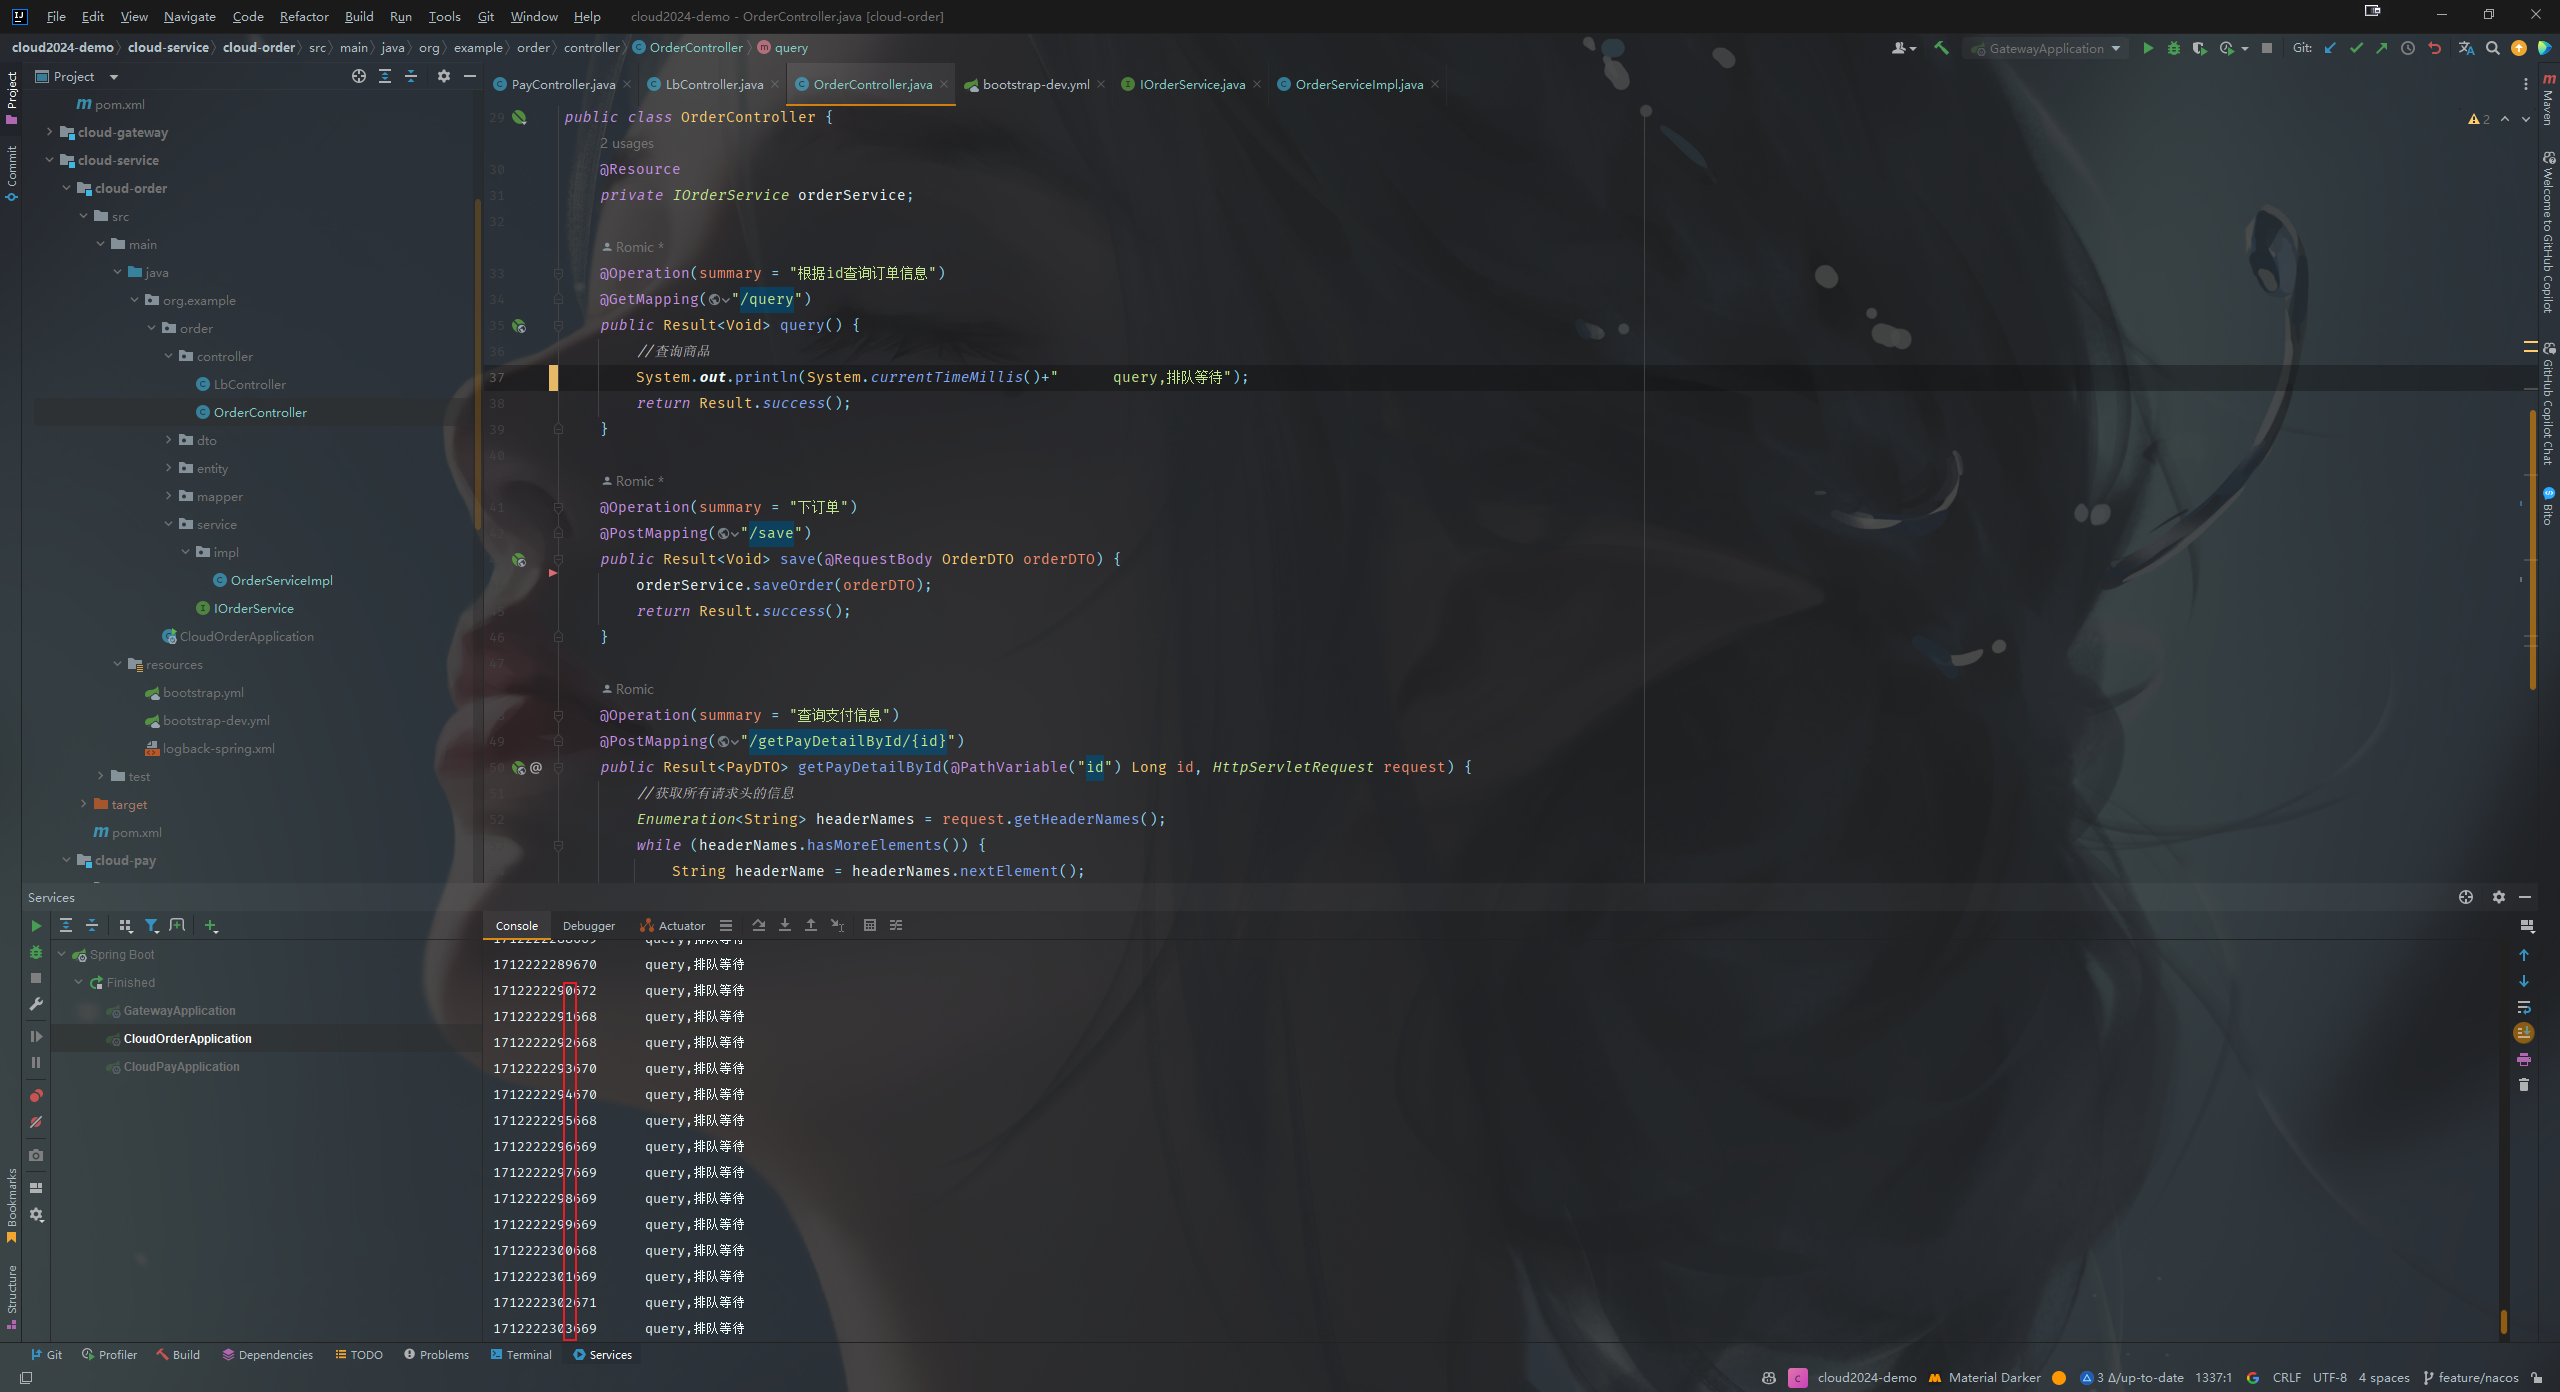 File Edit View Navigate Code Refactor Build Run Tools Git Window Help cloud2024-demo - OrderController.java [cloud-order]
cloud2024-demo cloud-service cloud-order src main java org example order controller OrderController query
GatewayApplication Git:
Project
PayController.java LbController.java OrderController.java bootstrap-dev.yml IOrderService.java OrderServiceImpl.java
Project
Commit
Bookmarks
Structure
pom.xml
cloud-gateway
cloud-service
cloud-order
src
main
java
org.example
order
controller
LbController
OrderController
dto
entity
mapper
service
impl
OrderServiceImpl
IOrderService
CloudOrderApplication
resources
bootstrap.yml
bootstrap-dev.yml
logback-spring.xml
test
target
pom.xml
cloud-pay
29 public class OrderController {
2 usages
30 @Resource
31 private IOrderService orderService;
32
Romic *
33 @Operation(summary = "根据id查询订单信息")
34 @GetMapping("/query")
35 public Result<Void> query() {
36 //查询商品
37 System.out.println(System.currentTimeMillis()+"      query,排队等待");
38 return Result.success();
39 }
40
Romic *
41 @Operation(summary = "下订单")
42 @PostMapping("/save")
public Result<Void> save(@RequestBody OrderDTO orderDTO) {
orderService.saveOrder(orderDTO);
return Result.success();
46 }
47
Romic
@Operation(summary = "查询支付信息")
49 @PostMapping("/getPayDetailById/{id}")
50 @ public Result<PayDTO> getPayDetailById(@PathVariable("id") Long id, HttpServletRequest request) {
51 //获取所有请求头的信息
52 Enumeration<String> headerNames = request.getHeaderNames();
while (headerNames.hasMoreElements()) {
String headerName = headerNames.nextElement();
2
Maven
Welcome to GitHub Copilot
GitHub Copilot Chat
Bito
Services
Console Debugger Actuator
Spring Boot
Finished
GatewayApplication
CloudOrderApplication
CloudPayApplication
1712222289670 query,排队等待
1712222290672 query,排队等待
1712222291668 query,排队等待
1712222292668 query,排队等待
1712222293670 query,排队等待
1712222294670 query,排队等待
1712222295668 query,排队等待
1712222296669 query,排队等待
1712222297669 query,排队等待
1712222298669 query,排队等待
1712222299669 query,排队等待
1712222300668 query,排队等待
1712222301669 query,排队等待
1712222302671 query,排队等待
1712222303669 query,排队等待
Git Profiler Build Dependencies TODO Problems Terminal Services
cloud2024-demo Material Darker 3 Δ/up-to-date 1337:1 CRLF UTF-8 4 spaces feature/nacos